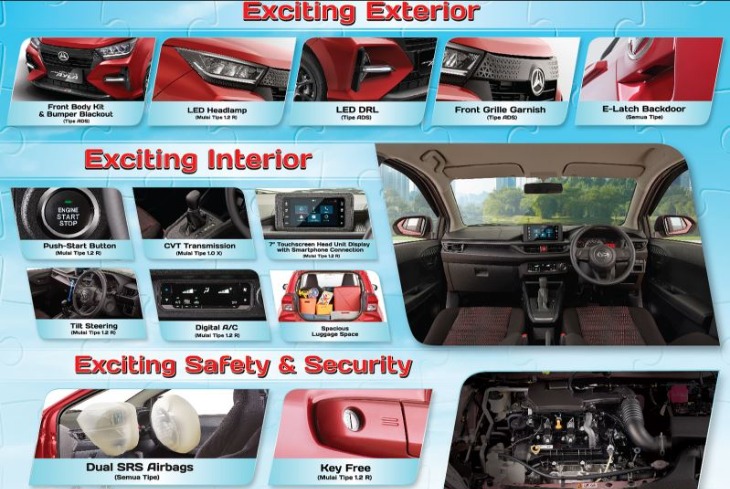 Exciting Exterior
Front Body Kit
& Bumper Blackout
(Tipe ADS)
LED Headlamp
(Mulai Tipe 1.2 R)
LED DRL
(Tipe ADS)
Front Grille Garnish
(Tipe ADS)
E-Latch Backdoor
(Semua Tipe)
Exciting Interior
ENGINE
START
STOP
Push-Start Button
(Mulai Tipe 1.2 R)
CVT Transmission
(Mulai Tipe 1.0 X)
7" Touchscreen Head Unit Display
with Smartphone Connection
(Mulai Tipe 1.2 R)
Tilt Steering
(Mulai Tipe 1.2 R)
Digital A/C
(Mulai Tipe 1.2 R)
Spacious
Luggage Space
Exciting Safety & Security
Dual SRS Airbags
(Semua Tipe)
Key Free
(Mulai Tipe 1.2 R)